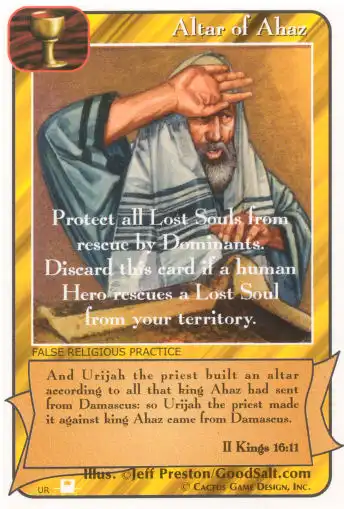 Altar of Ahaz
Protect all Lost Souls from
rescue by Dominants.
Discard this card if a human
Hero rescues a Lost Soul
from your territory.
FALSE RELIGIOUS PRACTICE
And Urijah the priest built an altar
according to all that king Ahaz had sent
from Damascus: so Urijah the priest made
it against king Ahaz came from Damascus.
II Kings 16:11
Illus. ©Jeff Preston/GoodSalt.com
UR
© Cactus Game Design, Inc.